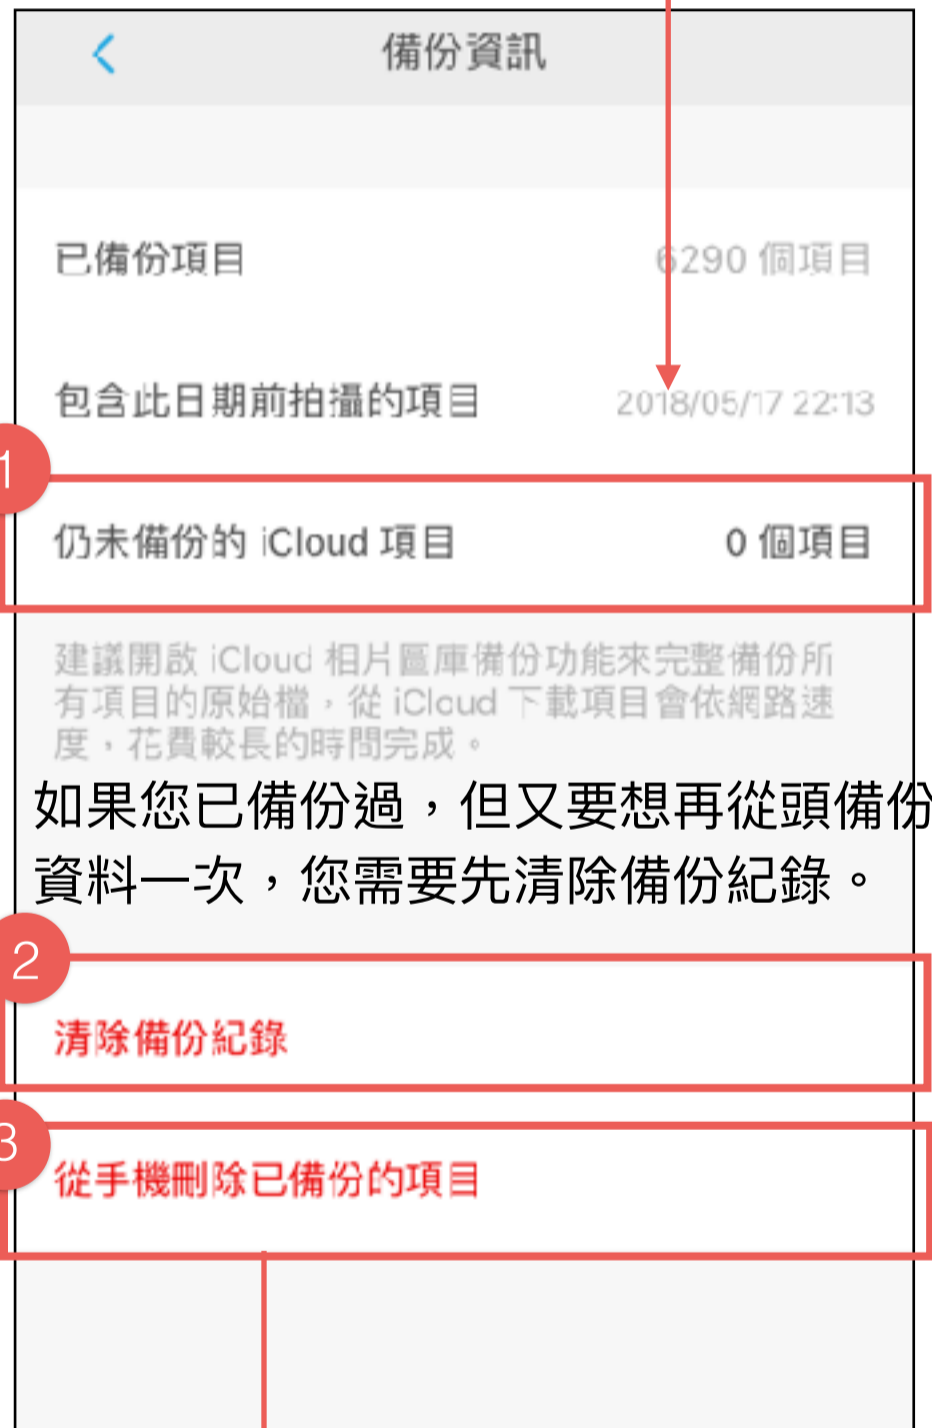 備份資訊
已備份項目 6290 個項目
包含此日期前拍攝的項目 2018/05/17 22:13
1
仍未備份的 iCloud 項目 0 個項目
建議開啟 iCloud 相片圖庫備份功能來完整備份所
有項目的原始檔，從 iCloud 下載項目會依網路速
度，花費較長的時間完成。
如果您已備份過，但又要想再從頭備份
資料一次，您需要先清除備份紀錄。
2
清除備份紀錄
3
從手機刪除已備份的項目